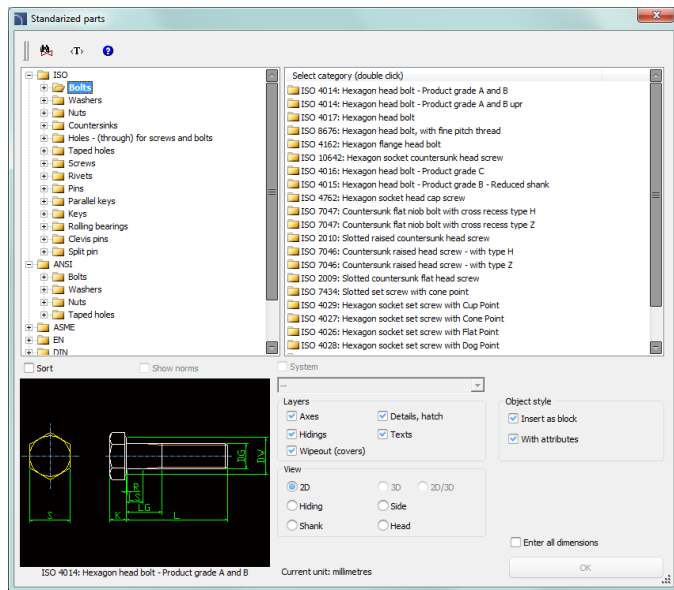 Standarized parts
<T>
ISO
Bolts
Washers
Nuts
Countersinks
Holes - (through) for screws and bolts
Taped holes
Screws
Rivets
Pins
Parallel keys
Keys
Rolling bearings
Clevis pins
Split pin
ANSI
Bolts
Washers
Nuts
Taped holes
ASME
EN
DIN
Select category (double click)
ISO 4014: Hexagon head bolt - Product grade A and B
ISO 4014: Hexagon head bolt - Product grade A and B upr
ISO 4017: Hexagon head bolt
ISO 8676: Hexagon head bolt, with fine pitch thread
ISO 4162: Hexagon flange head bolt
ISO 10642: Hexagon socket countersunk head screw
ISO 4016: Hexagon head bolt - Product grade C
ISO 4015: Hexagon head bolt - Product grade B - Reduced shank
ISO 4762: Hexagon socket head cap screw
ISO 7047: Countersunk flat niob bolt with cross recess type H
ISO 7047: Countersunk flat niob bolt with cross recess type Z
ISO 2010: Slotted raised countersunk head screw
ISO 7046: Countersunk raised head screw - with type H
ISO 7046: Countersunk raised head screw - with type Z
ISO 2009: Slotted countersunk flat head screw
ISO 7434: Slotted set screw with cone point
ISO 4029: Hexagon socket set screw with Cup Point
ISO 4027: Hexagon socket set screw with Cone Point
ISO 4026: Hexagon socket set screw with Flat Point
ISO 4028: Hexagon socket set screw with Dog Point
Sort
Show norms
System
--
Layers
Axes
Details, hatch
Hidings
Texts
Wipeout (covers)
Object style
Insert as block
With attributes
View
2D
3D
2D/3D
Hiding
Side
Shank
Head
Enter all dimensions
OK
S
K
LG
L
DG
DW
ISO 4014: Hexagon head bolt - Product grade A and B
Current unit: millimetres